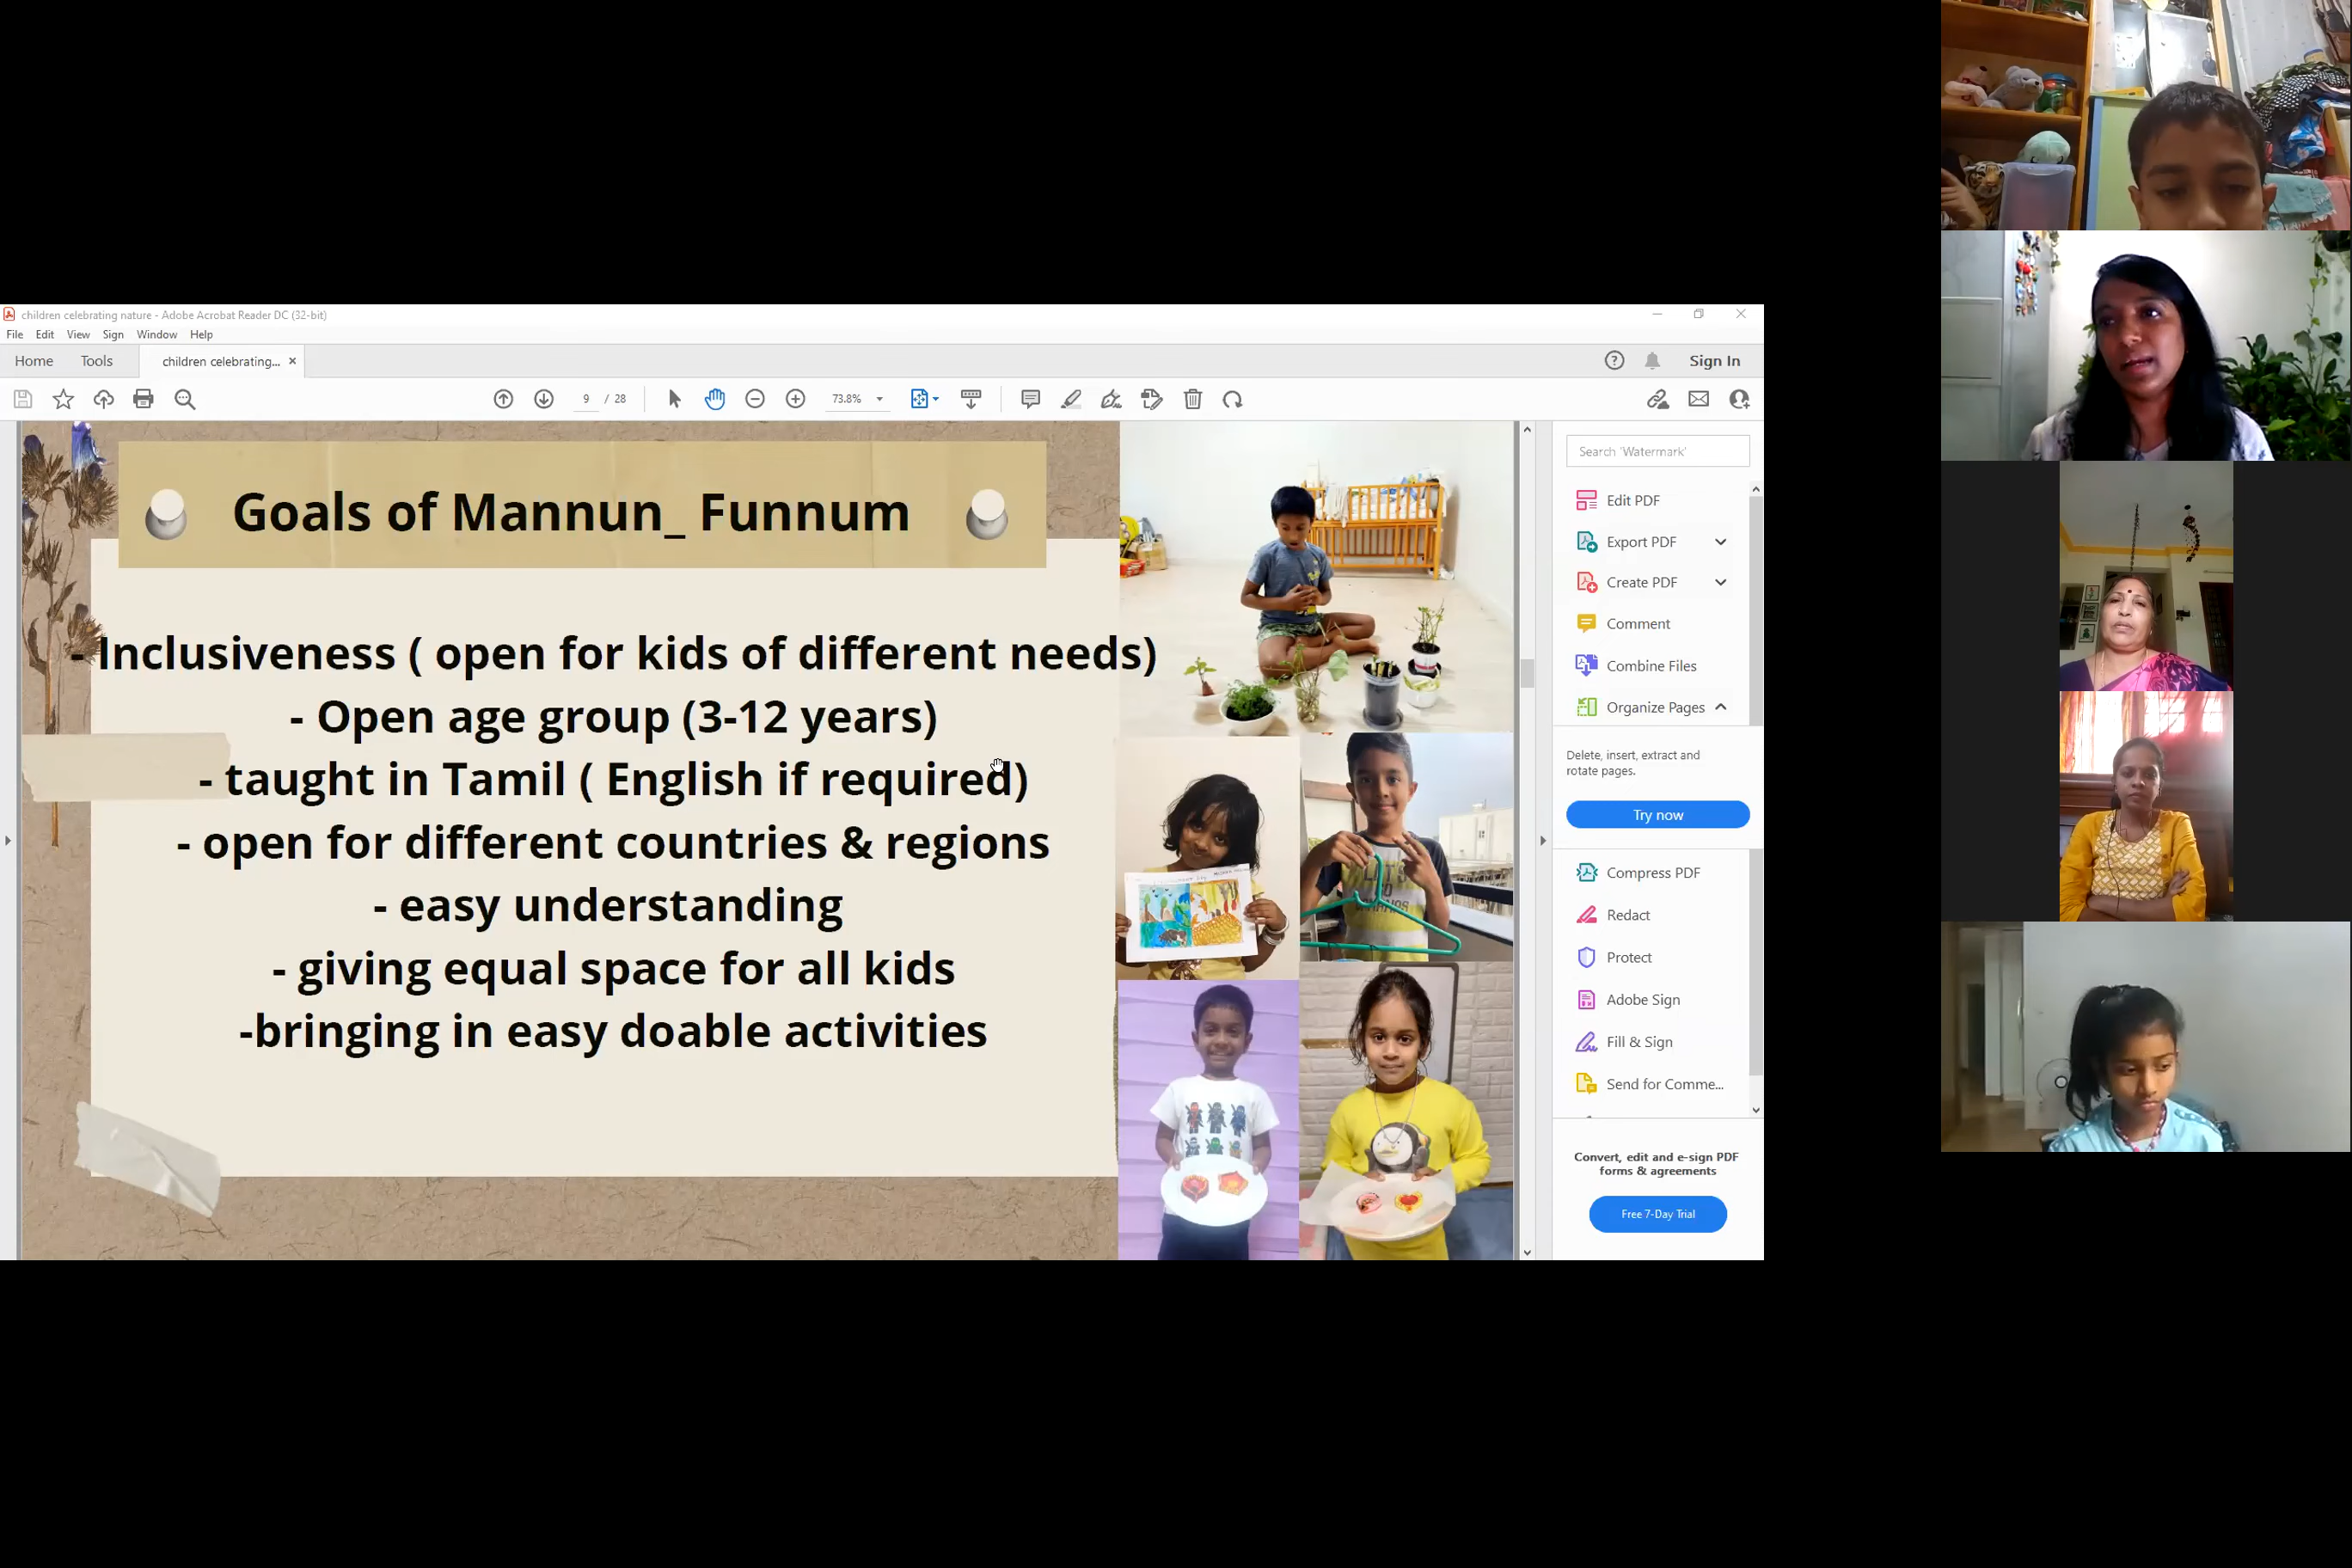 children celebrating nature - Adobe Acrobat Reader DC (32-bit)
File Edit View Sign Window Help
Home Tools children celebrating... × Sign In
9 / 28 73.8%
Goals of Mannun_ Funnum
- Inclusiveness ( open for kids of different needs)
- Open age group (3-12 years)
- taught in Tamil ( English if required)
- open for different countries & regions
- easy understanding
- giving equal space for all kids
-bringing in easy doable activities
Search 'Watermark'
Edit PDF
Export PDF
Create PDF
Comment
Combine Files
Organize Pages
Delete, insert, extract and
rotate pages.
Try now
Compress PDF
Redact
Protect
Adobe Sign
Fill & Sign
Send for Comme...
Convert, edit and e-sign PDF
forms & agreements
Free 7-Day Trial